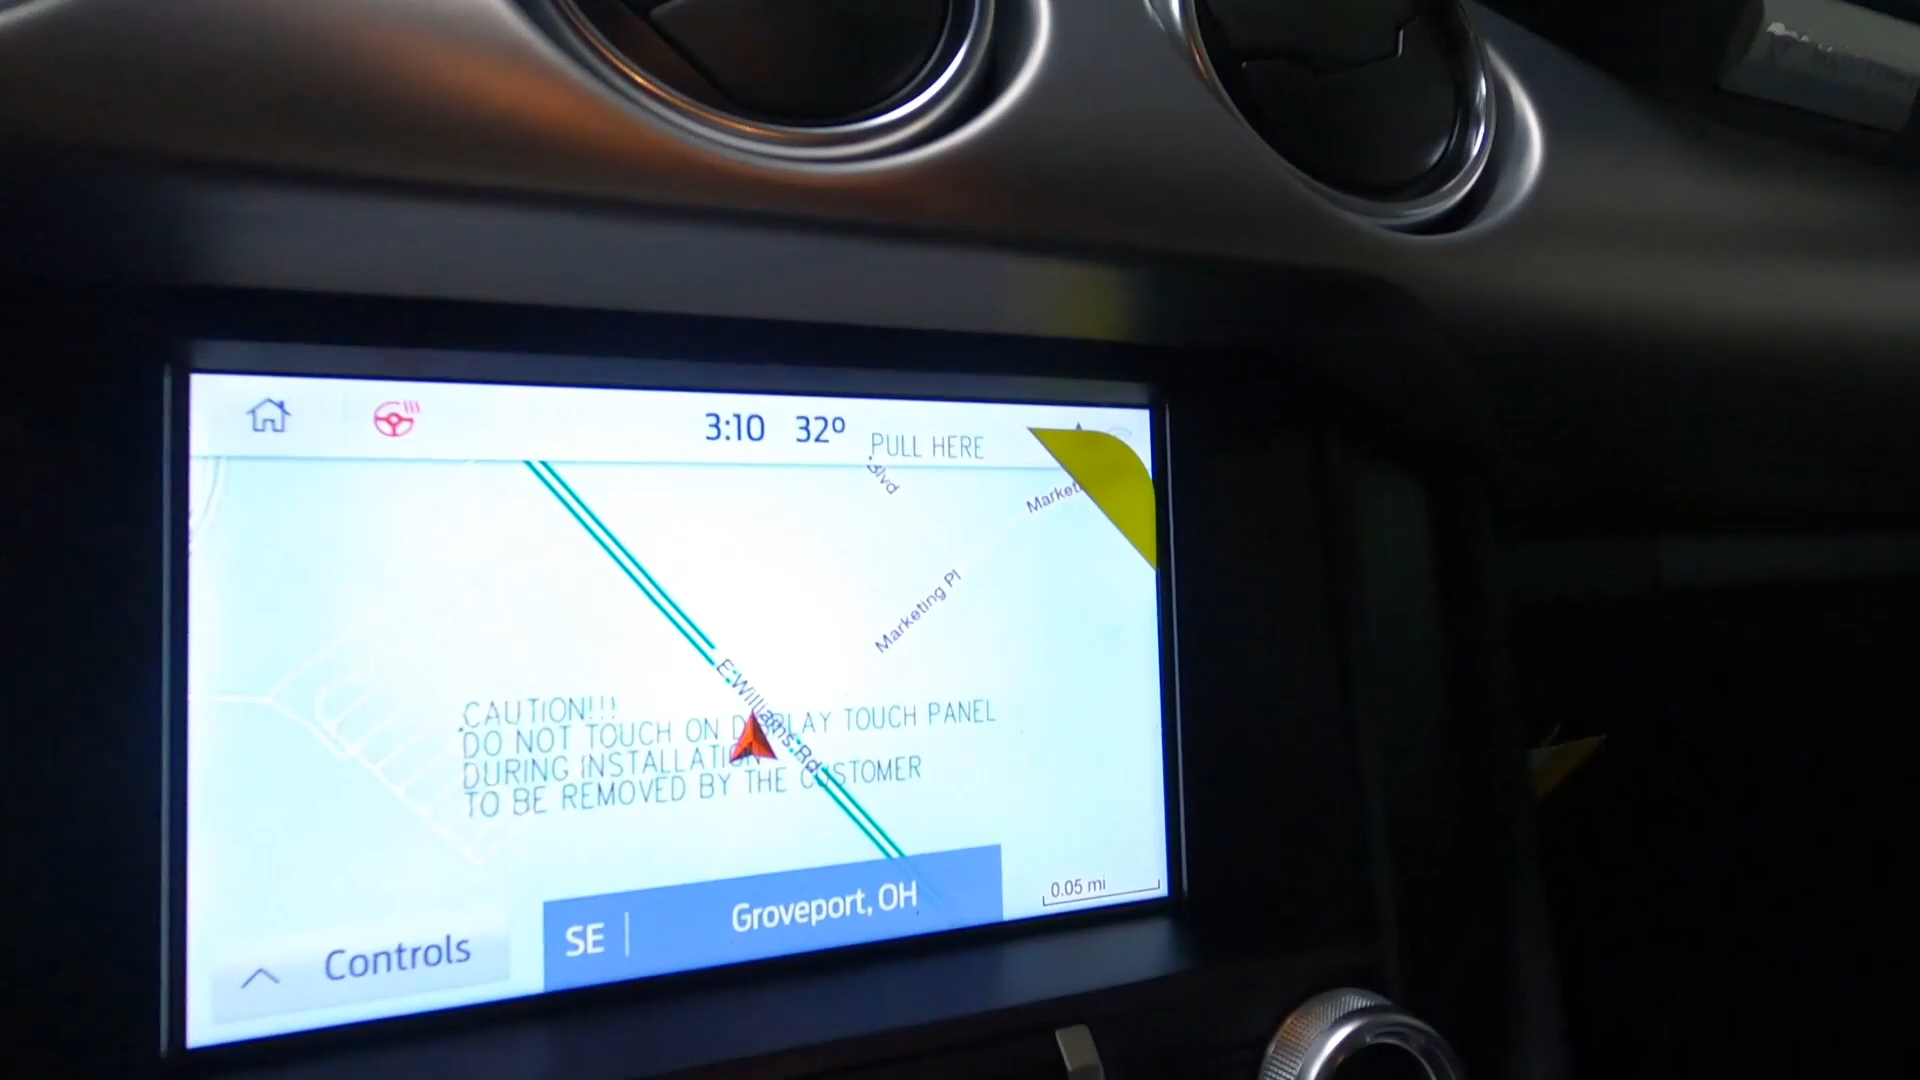 3:10 32°
PULL HERE
Blvd
Marketing Pl
CAUTION!!!
DO NOT TOUCH ON DISPLAY TOUCH PANEL
DURING INSTALLATION
TO BE REMOVED BY THE CUSTOMER
E Williams Rd
0.05 mi
SE Groveport, OH
Controls